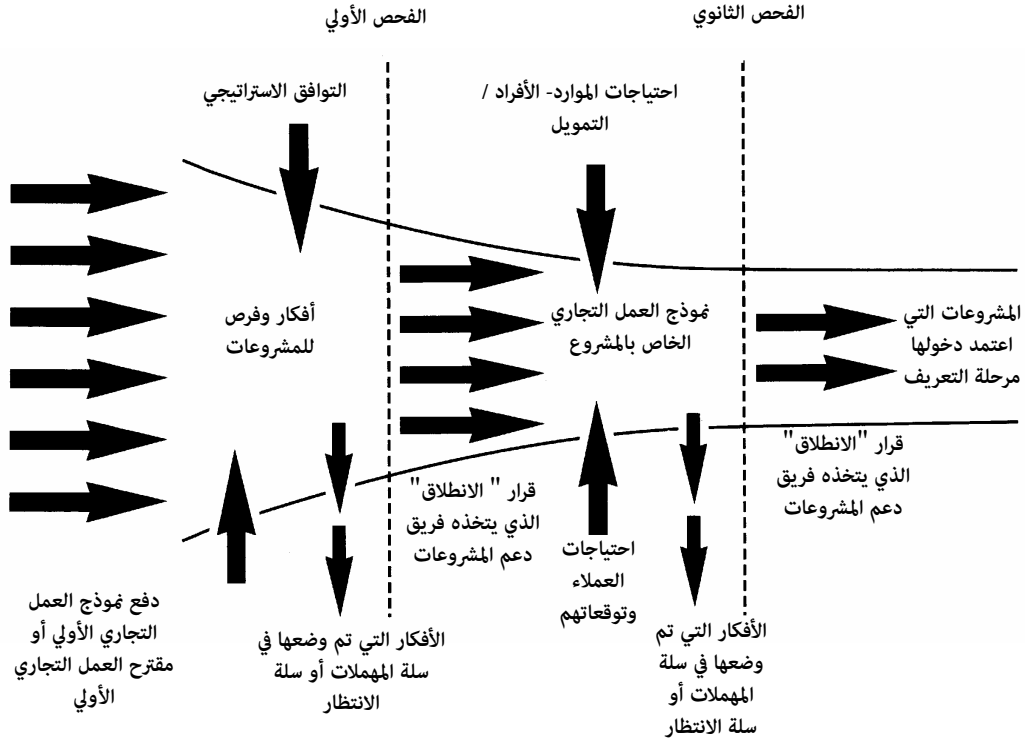 الفحص الأولي
الفحص الثانوي
التوافق الاستراتيجي
احتياجات الموارد- الأفراد /
التمويل
أفكار وفرص
للمشروعات
نموذج العمل التجاري
الخاص بالمشروع
المشروعات التي
اعتمد دخولها
مرحلة التعريف
قرار " الانطلاق"
الذي يتخذه فريق
دعم المشروعات
قرار "الانطلاق"
الذي يتخذه فريق
دعم المشروعات
احتياجات
العملاء
وتوقعاتهم
دفع نموذج العمل
التجاري الأولي أو
مقترح العمل التجاري
الأولي
الأفكار التي تم وضعها في
سلة المهملات أو سلة
الانتظار
الأفكار التي تم
وضعها في سلة
المهملات أو
سلة الانتظار